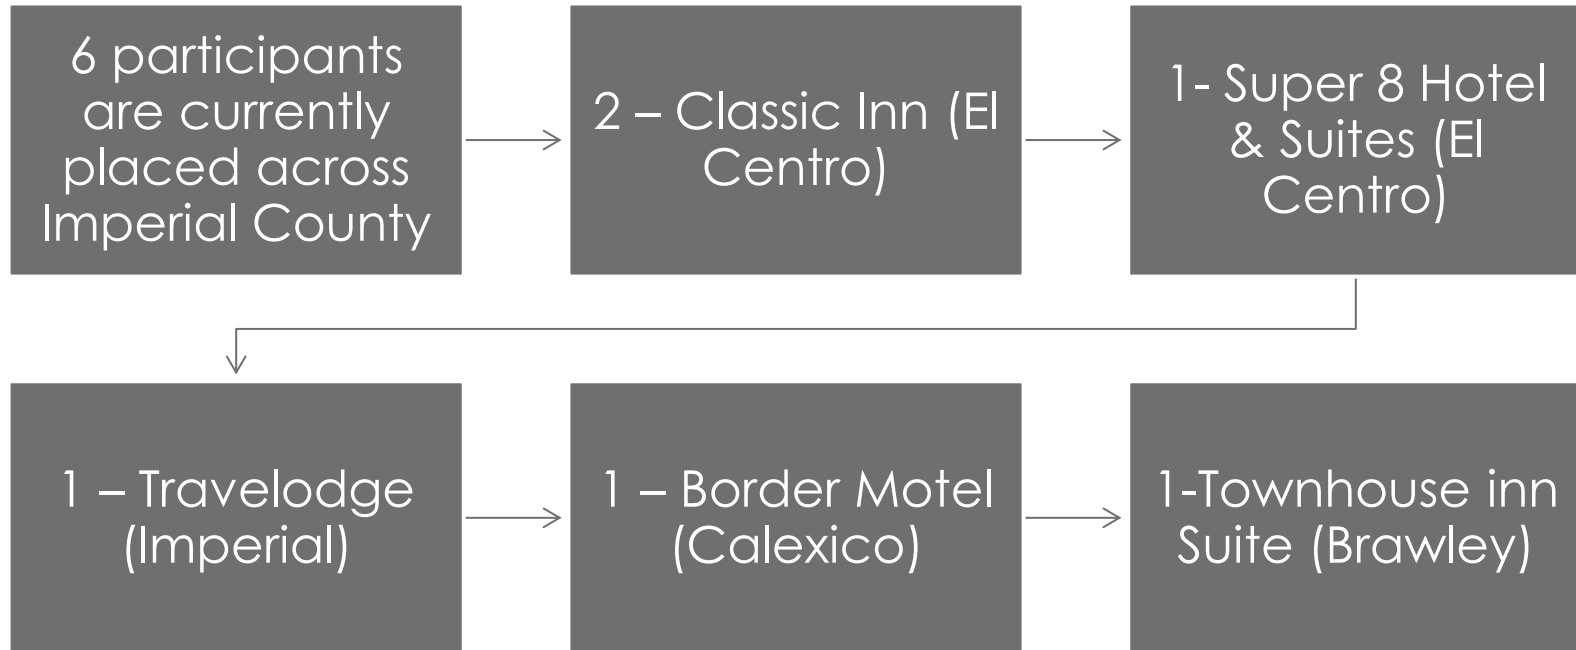 6 participants
are currently
placed across
Imperial County
2 – Classic Inn (El
Centro)
1- Super 8 Hotel
& Suites (El
Centro)
1 – Travelodge
(Imperial)
1 – Border Motel
(Calexico)
1-Townhouse inn
Suite (Brawley)